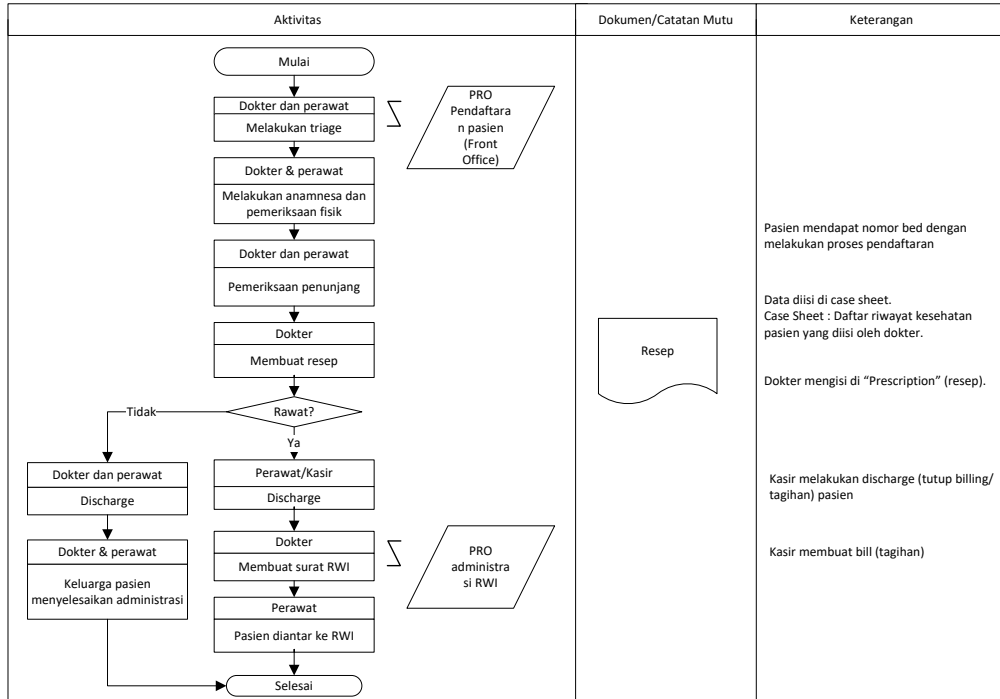 Aktivitas
Dokumen/Catatan Mutu
Keterangan
Mulai
Dokter dan perawat
Melakukan triage
PRO
Pendaftara
n pasien
(Front
Office)
Dokter & perawat
Melakukan anamnesa dan
pemeriksaan fisik
Pasien mendapat nomor bed dengan
melakukan proses pendaftaran
Dokter dan perawat
Pemeriksaan penunjang
Data diisi di case sheet.
Case Sheet : Daftar riwayat kesehatan
pasien yang diisi oleh dokter.
Dokter
Membuat resep
Resep
Dokter mengisi di “Prescription” (resep).
Tidak
Rawat?
Ya
Dokter dan perawat
Discharge
Perawat/Kasir
Discharge
Kasir melakukan discharge (tutup billing/
tagihan) pasien
Dokter & perawat
Keluarga pasien
menyelesaikan administrasi
Dokter
Membuat surat RWI
PRO
administra
si RWI
Kasir membuat bill (tagihan)
Perawat
Pasien diantar ke RWI
Selesai